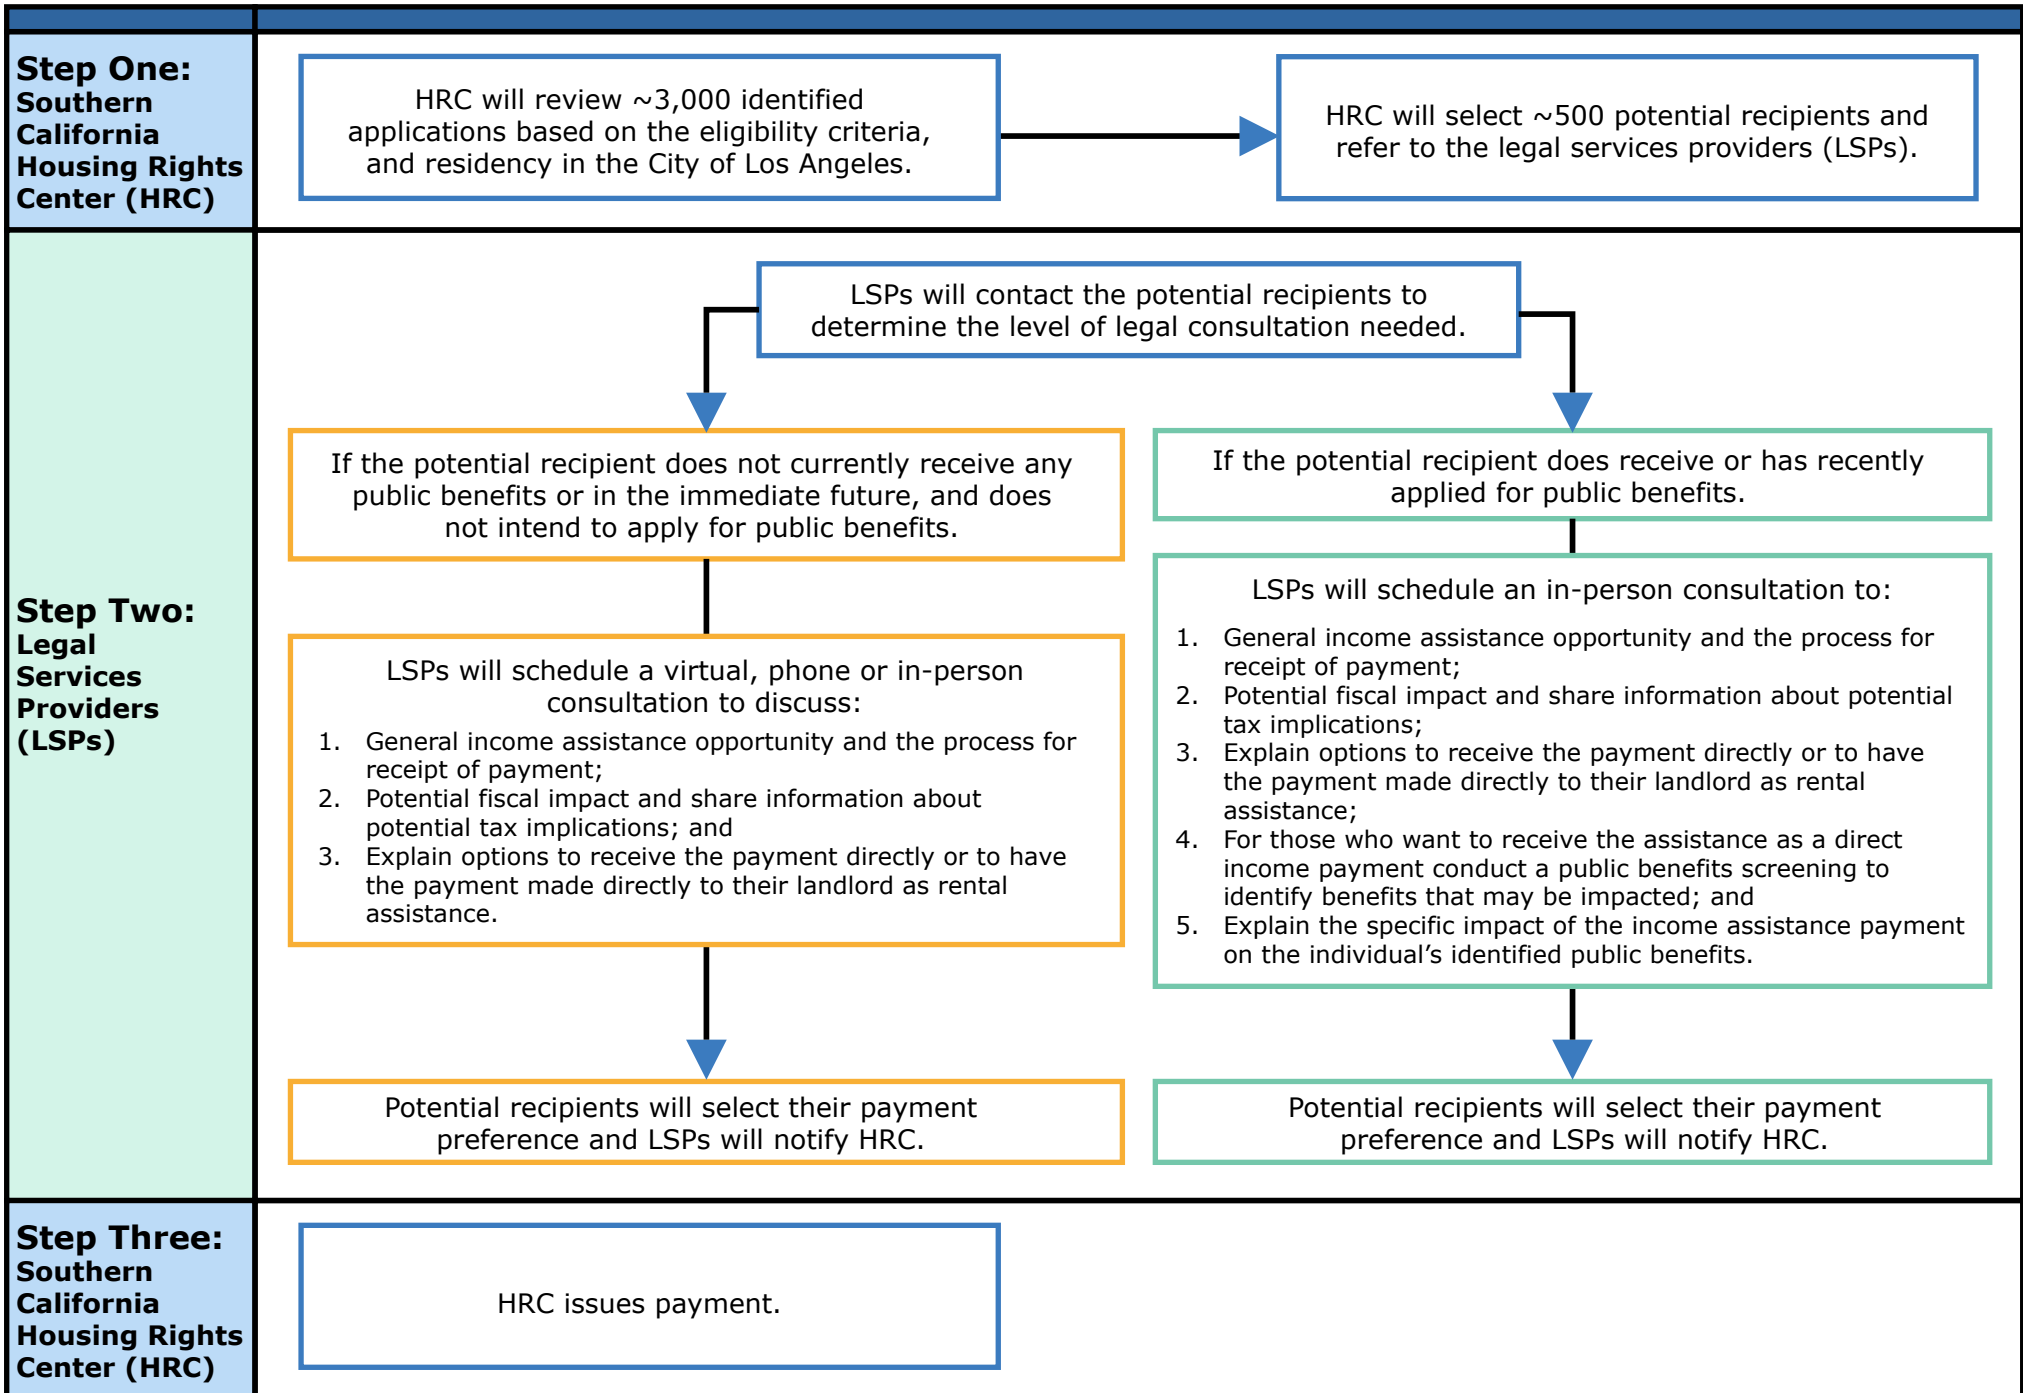 Step One:
Southern
California
Housing Rights
Center (HRC)
HRC will review ~3,000 identified
applications based on the eligibility criteria,
and residency in the City of Los Angeles.
HRC will select ~500 potential recipients and
refer to the legal services providers (LSPs).
Step Two:
Legal
Services
Providers
(LSPs)
LSPs will contact the potential recipients to
determine the level of legal consultation needed.
If the potential recipient does not currently receive any
public benefits or in the immediate future, and does
not intend to apply for public benefits.
LSPs will schedule a virtual, phone or in-person
consultation to discuss:
1. General income assistance opportunity and the process for
receipt of payment;
2. Potential fiscal impact and share information about
potential tax implications; and
3. Explain options to receive the payment directly or to have
the payment made directly to their landlord as rental
assistance.
Potential recipients will select their payment
preference and LSPs will notify HRC.
If the potential recipient does receive or has recently
applied for public benefits.
LSPs will schedule an in-person consultation to:
1. General income assistance opportunity and the process for
receipt of payment;
2. Potential fiscal impact and share information about potential
tax implications;
3. Explain options to receive the payment directly or to have
the payment made directly to their landlord as rental
assistance;
4. For those who want to receive the assistance as a direct
income payment conduct a public benefits screening to
identify benefits that may be impacted; and
5. Explain the specific impact of the income assistance payment
on the individual’s identified public benefits.
Potential recipients will select their payment
preference and LSPs will notify HRC.
Step Three:
Southern
California
Housing Rights
Center (HRC)
HRC issues payment.